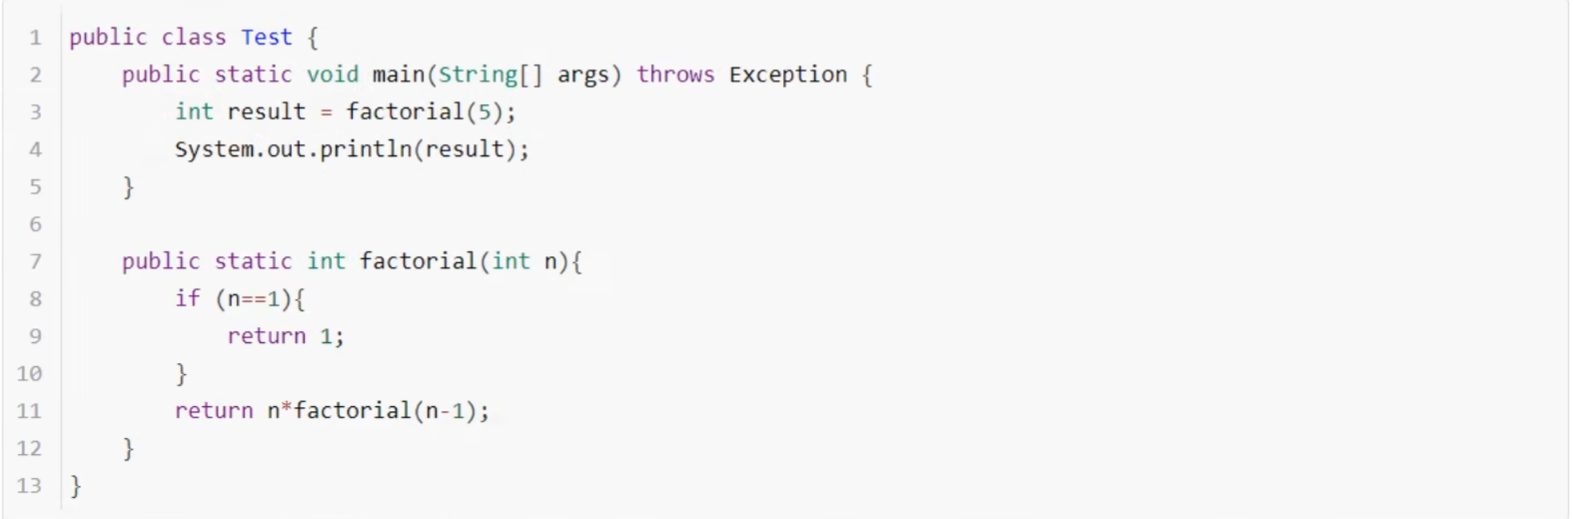 1 public class Test {
2     public static void main(String[] args) throws Exception {
3         int result = factorial(5);
4         System.out.println(result);
5     }
6
7     public static int factorial(int n){
8         if (n==1){
9             return 1;
10         }
11         return n*factorial(n-1);
12     }
13 }